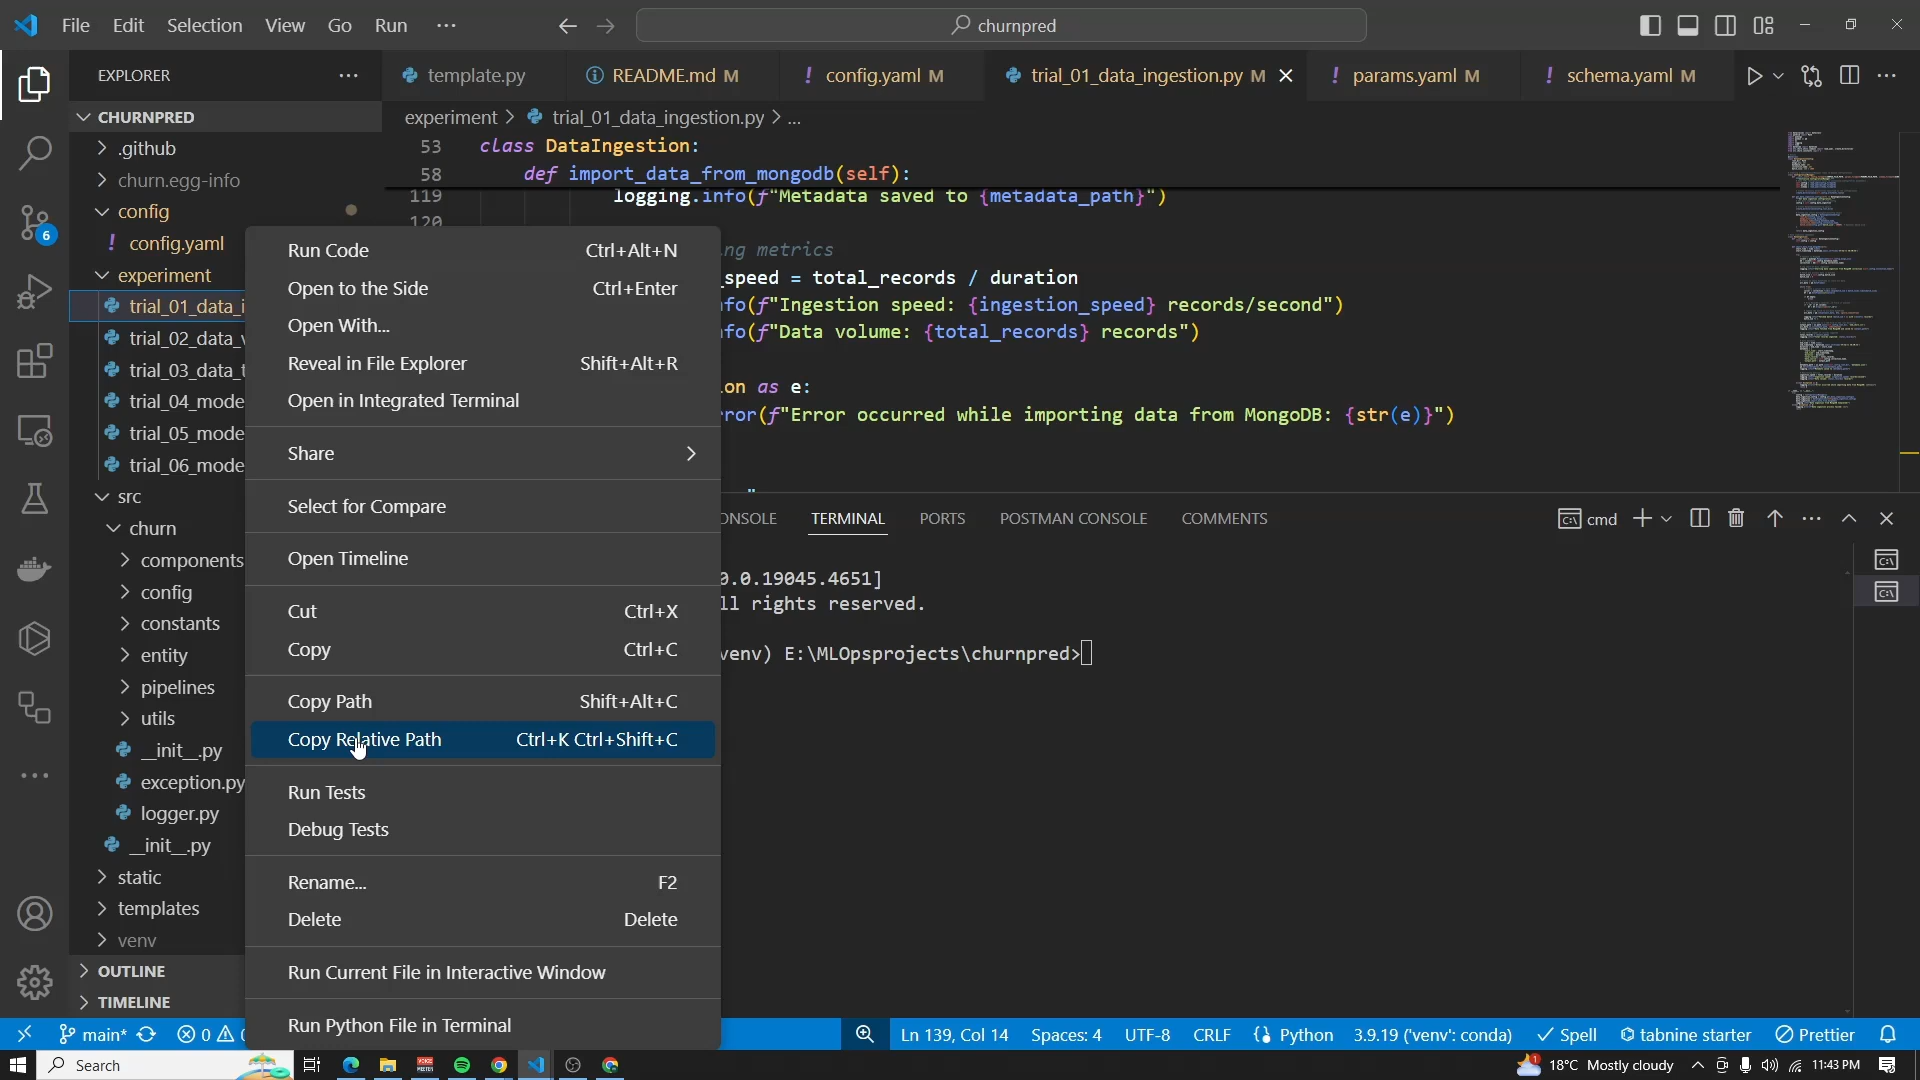 File Edit Selection View Go Run ··· churnpred
EXPLORER ···
template.py README.md M config.yaml M trial_01_data_ingestion.py M params.yaml M schema.yaml M
CHURNPRED
experiment > trial_01_data_ingestion.py > ...
.github
churn.egg-info
config
config.yaml
experiment
trial_01_data_i
trial_02_data_v
trial_03_data_t
trial_04_mode
trial_05_mode
trial_06_mode
src
churn
components
config
constants
entity
pipelines
utils
__init__.py
exception.py
logger.py
__init__.py
static
templates
venv
OUTLINE
TIMELINE
6
53 class DataIngestion:
58 def import_data_from_mongodb(self):
119 logging.info(f"Metadata saved to {metadata_path}")
120
ng metrics
_speed = total_records / duration
nfo(f"Ingestion speed: {ingestion_speed} records/second")
nfo(f"Data volume: {total_records} records")
ion as e:
ror(f"Error occurred while importing data from MongoDB: {str(e)}")
"
Run Code Ctrl+Alt+N
Open to the Side Ctrl+Enter
Open With...
Reveal in File Explorer Shift+Alt+R
Open in Integrated Terminal
Share
Select for Compare
Open Timeline
Cut Ctrl+X
Copy Ctrl+C
Copy Path Shift+Alt+C
Copy Relative Path Ctrl+K Ctrl+Shift+C
Run Tests
Debug Tests
Rename... F2
Delete Delete
Run Current File in Interactive Window
Run Python File in Terminal
ONSOLE TERMINAL PORTS POSTMAN CONSOLE COMMENTS cmd
0.0.19045.4651]
ll rights reserved.
venv) E:\MLOpsprojects\churnpred>
main* 0 Ln 139, Col 14 Spaces: 4 UTF-8 CRLF Python 3.9.19 ('venv': conda) Spell tabnine starter Prettier
Search 1 18°C Mostly cloudy 11:43 PM